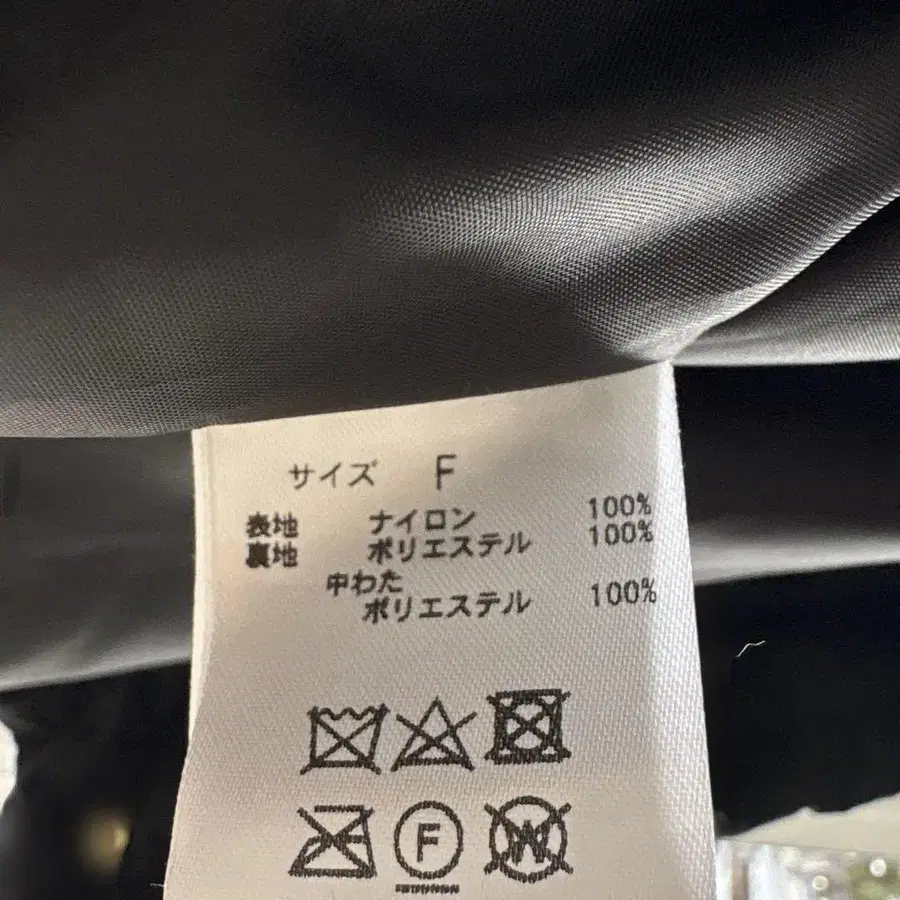 サイズ F
表地 ナイロン 100%
裏地 ポリエステル 100%
中わた
ポリエステル 100%
F W